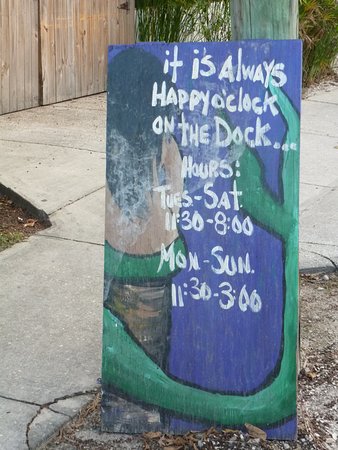 it is Always
HAPPY o'clock
ON THE DOCK...
HOURS:
TUES.-SAT.
11:30-8:00
MON-SUN.
11:30-3:00